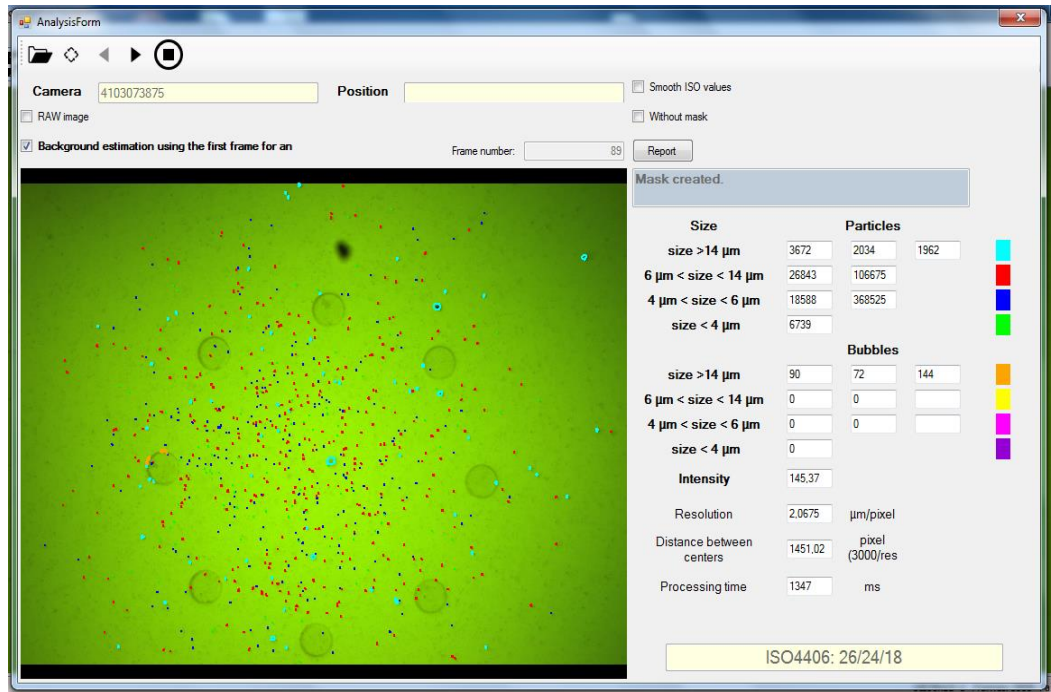 AnalysisForm
Camera 4103073875 Position
Smooth ISO values
RAW image
Without mask
Background estimation using the first frame for an
Frame number: 89
Report
Mask created.
Size Particles
size >14 µm 3672 2034 1962
6 µm < size < 14 µm 26843 106675
4 µm < size < 6 µm 18588 368525
size < 4 µm 6739
Bubbles
size >14 µm 90 72 144
6 µm < size < 14 µm 0 0
4 µm < size < 6 µm 0 0
size < 4 µm 0
Intensity 145,37
Resolution 2,0675 µm/pixel
Distance between
centers
1451,02
pixel
(3000/res
Processing time 1347 ms
ISO4406: 26/24/18